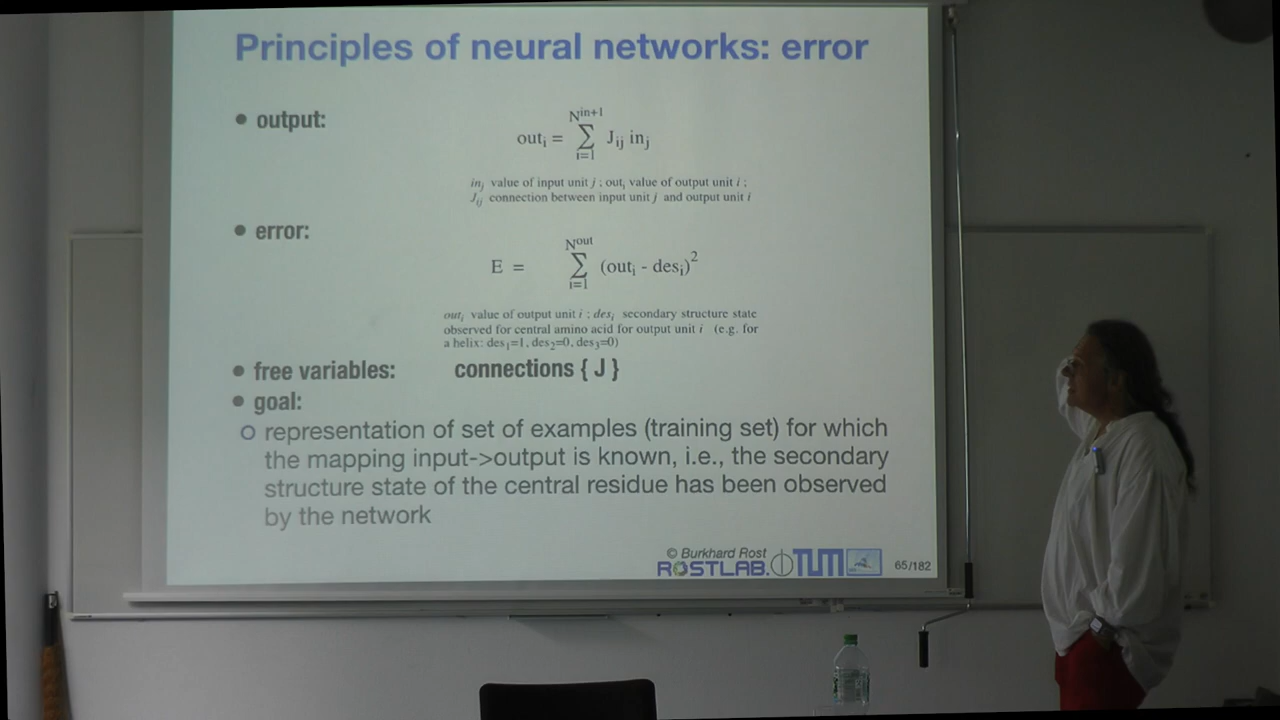 Principles of neural networks: error
• output:
N^in+1
out_i = ∑ J_ij in_j
i=1
in_j value of input unit j ; out_i value of output unit i ;
J_ij connection between input unit j and output unit i
• error:
N^out
E = ∑ (out_i - des_i)^2
i=1
out_i value of output unit i ; des_i secondary structure state
observed for central amino acid for output unit i (e.g. for
a helix: des_1=1, des_2=0, des_3=0)
• free variables: connections { J }
• goal:
○ representation of set of examples (training set) for which
the mapping input->output is known, i.e., the secondary
structure state of the central residue has been observed
by the network
© Burkhard Rost
ROSTLAB. TUM
65/182